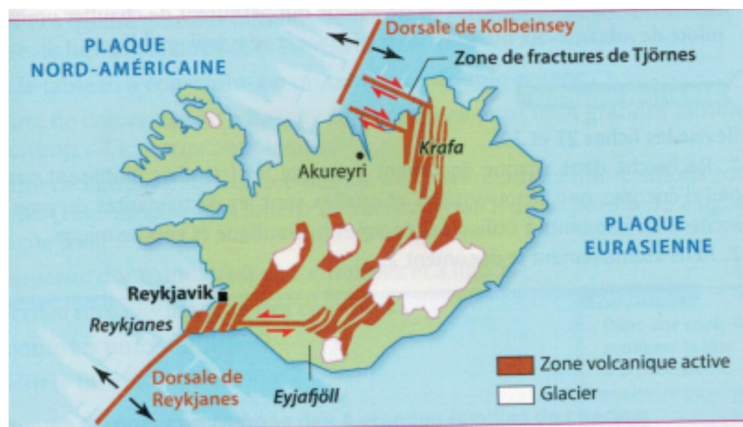 PLAQUE
NORD-AMÉRICAINE
Dorsale de Kolbeinsey
Zone de fractures de Tjörnes
Krafa
Akureyri
PLAQUE
EURASIENNE
Reykjavik
Reykjanes
Dorsale de
Reykjanes
Eyjafjöll
Zone volcanique active
Glacier